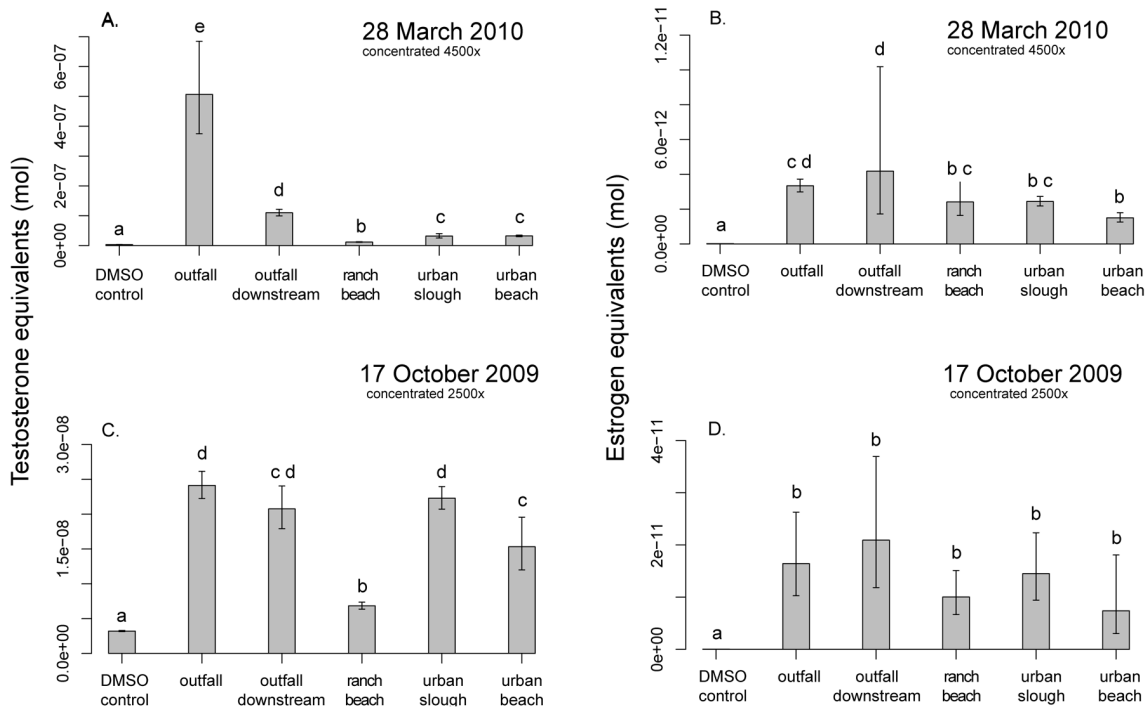 Testosterone equivalents (mol)
A.
28 March 2010
concentrated 4500x
6e−07
4e−07
2e−07
0e+00
a
e
d
b
c
c
DMSO control
outfall
outfall downstream
ranch beach
urban slough
urban beach
Estrogen equivalents (mol)
B.
28 March 2010
concentrated 4500x
1.2e−11
6.0e−12
0.0e+00
c d
d
b c
b c
b
DMSO control
outfall
outfall downstream
ranch beach
urban slough
urban beach
C.
17 October 2009
concentrated 2500x
3.0e−08
1.5e−08
0.0e+00
a
d
c d
b
d
c
DMSO control
outfall
outfall downstream
ranch beach
urban slough
urban beach
D.
17 October 2009
concentrated 2500x
4e−11
2e−11
0e+00
a
b
b
b
b
b
DMSO control
outfall
outfall downstream
ranch beach
urban slough
urban beach